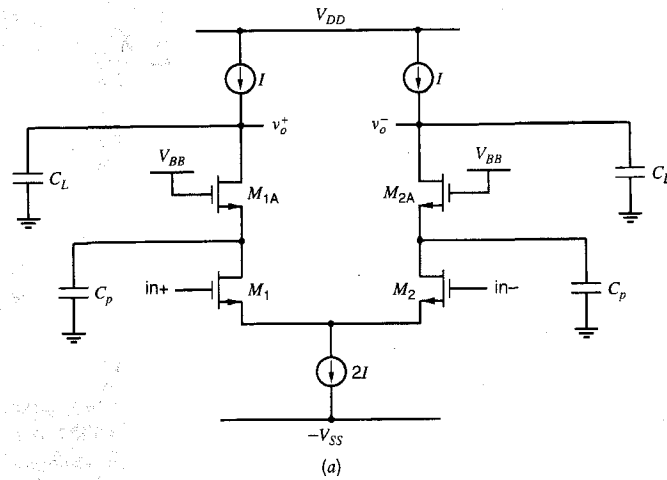 V_DD
I
I
v_o^+
v_o^-
V_BB
V_BB
C_L
M_1A
M_2A
C_L
C_p
in+
M_1
M_2
in−
C_p
2I
−V_SS
(a)